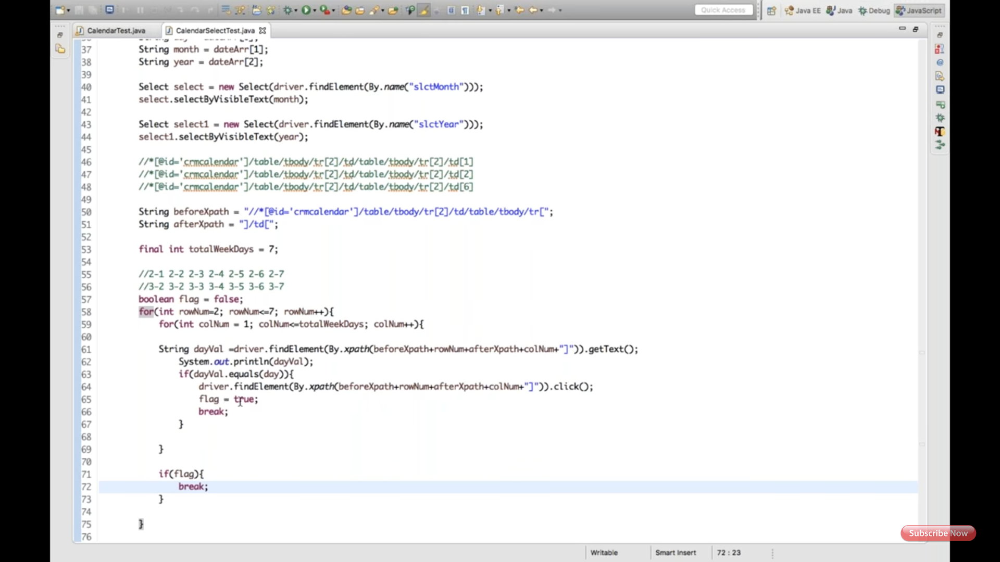 Quick Access
Java EE
Java
Debug
JavaScript
CalendarTest.java
CalendarSelectTest.java
37 String month = dateArr[1];
38 String year = dateArr[2];
39
40 Select select = new Select(driver.findElement(By.name("slctMonth")));
41 select.selectByVisibleText(month);
42
43 Select select1 = new Select(driver.findElement(By.name("slctYear")));
44 select1.selectByVisibleText(year);
45
46 //*[@id='crmcalendar']/table/tbody/tr[2]/td/table/tbody/tr[2]/td[1]
47 //*[@id='crmcalendar']/table/tbody/tr[2]/td/table/tbody/tr[2]/td[2]
48 //*[@id='crmcalendar']/table/tbody/tr[2]/td/table/tbody/tr[2]/td[6]
49
50 String beforeXpath = "//*[@id='crmcalendar']/table/tbody/tr[2]/td/table/tbody/tr[";
51 String afterXpath = "]/td[";
52
53 final int totalWeekDays = 7;
54
55 //2-1 2-2 2-3 2-4 2-5 2-6 2-7
56 //3-2 3-2 3-3 3-4 3-5 3-6 3-7
57 boolean flag = false;
58 for(int rowNum=2; rowNum<=7; rowNum++){
59 for(int colNum = 1; colNum<=totalWeekDays; colNum++){
60
61 String dayVal =driver.findElement(By.xpath(beforeXpath+rowNum+afterXpath+colNum+"]")).getText();
62 System.out.println(dayVal);
63 if(dayVal.equals(day)){
64 driver.findElement(By.xpath(beforeXpath+rowNum+afterXpath+colNum+"]")).click();
65 flag = true;
66 break;
67 }
68
69 }
70
71 if(flag){
72 break;
73 }
74
75 }
76
Subscribe Now
Writable
Smart Insert
72 : 23